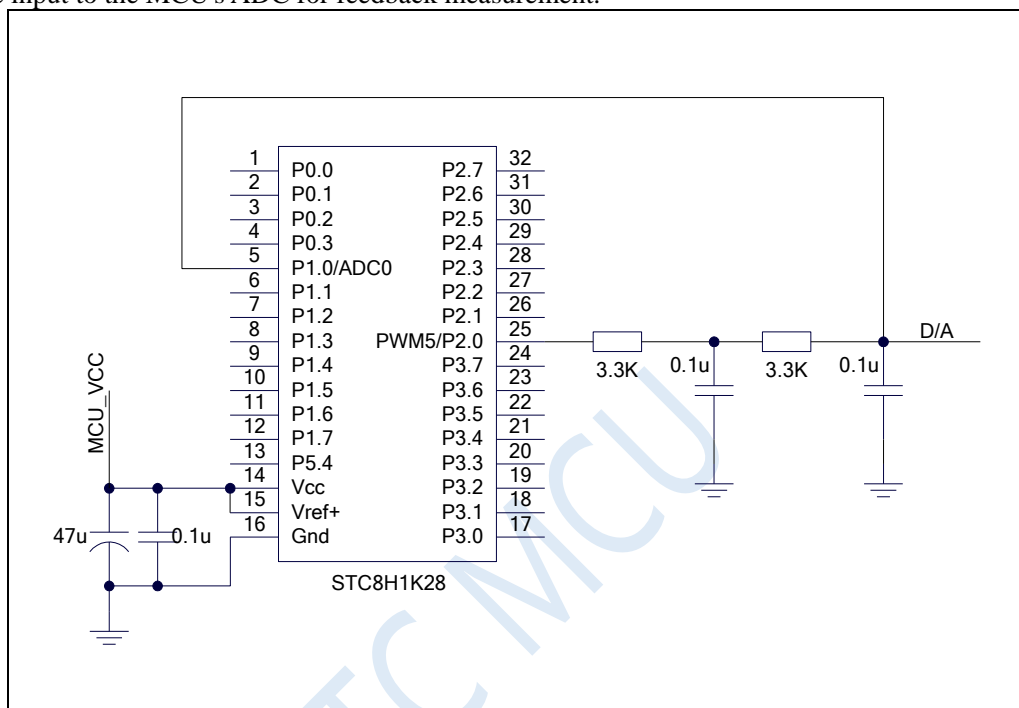 input to the MCU's ADC for feedback measurement.
1 P0.0 P2.7 32
2 P0.1 P2.6 31
3 P0.2 P2.5 30
4 P0.3 P2.4 29
5 P1.0/ADC0 P2.3 28
6 P1.1 P2.2 27
7 P1.2 P2.1 26
8 P1.3 PWM5/P2.0 25 D/A
9 P1.4 P3.7 24 3.3K 0.1u 3.3K 0.1u
10 P1.5 P3.6 23
11 P1.6 P3.5 22
12 P1.7 P3.4 21
13 P5.4 P3.3 20
14 Vcc P3.2 19
15 Vref+ P3.1 18
16 Gnd P3.0 17
MCU_VCC
47u 0.1u
STC8H1K28
STC MCU